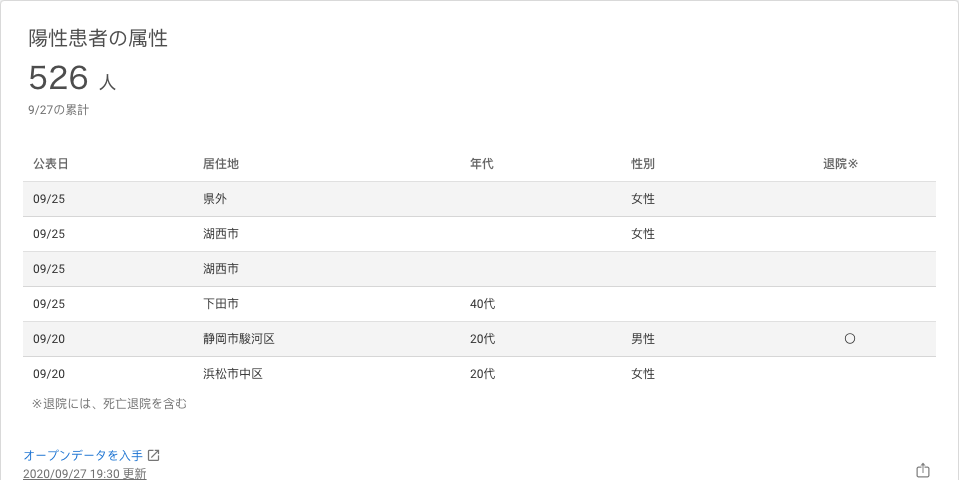 陽性患者の属性
526 人
9/27の累計
公表日 居住地 年代 性別 退院※
09/25 県外 女性
09/25 湖西市 女性
09/25 湖西市
09/25 下田市 40代
09/20 静岡市駿河区 20代 男性 ○
09/20 浜松市中区 20代 女性
※退院には、死亡退院を含む
オープンデータを入手
2020/09/27 19:30 更新